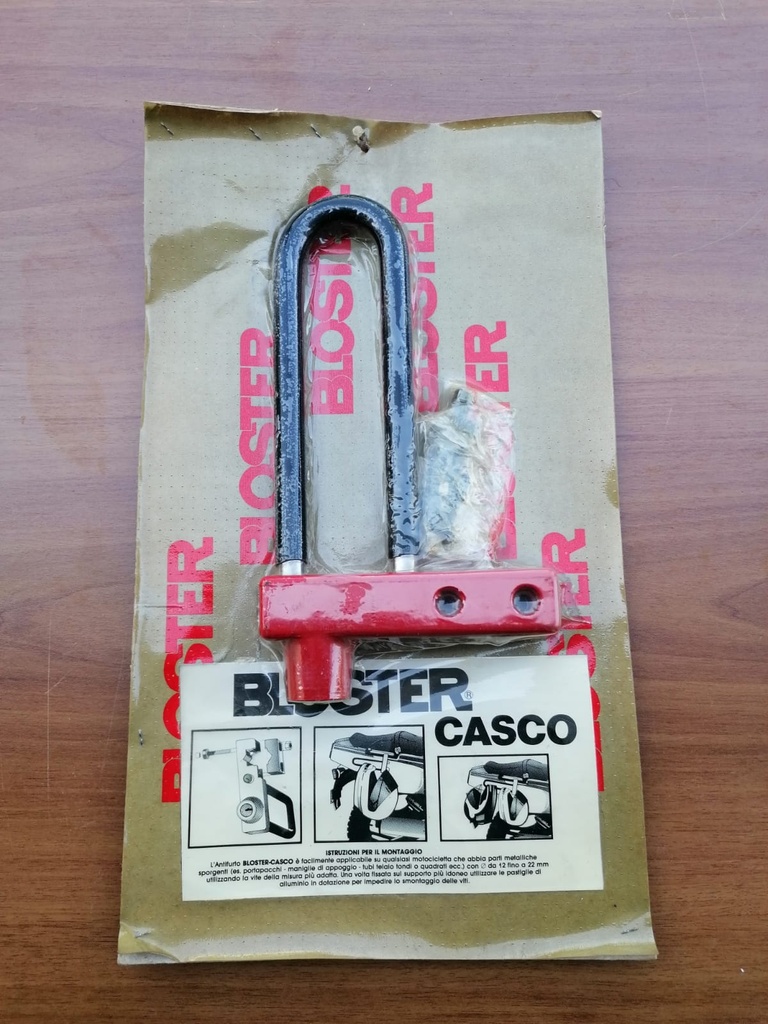 BLOSTER
BLOSTER
BLOSTER
BLOSTER
BLOSTER®
CASCO
ISTRUZIONI PER IL MONTAGGIO
L'Antifurto BLOSTER-CASCO è facilmente applicabile su qualsiasi motocicletta che abbia parti metalliche
sporgenti (es. portapacchi - maniglie di appoggio - tubi telaio tondi o quadrati ecc.) con ∅ da 12 fino a 22 mm
utilizzando la vite della misura più adatta. Una volta fissata sul supporto più idoneo utilizzare le pastiglie di
alluminio in dotazione per impedire lo smontaggio delle viti.